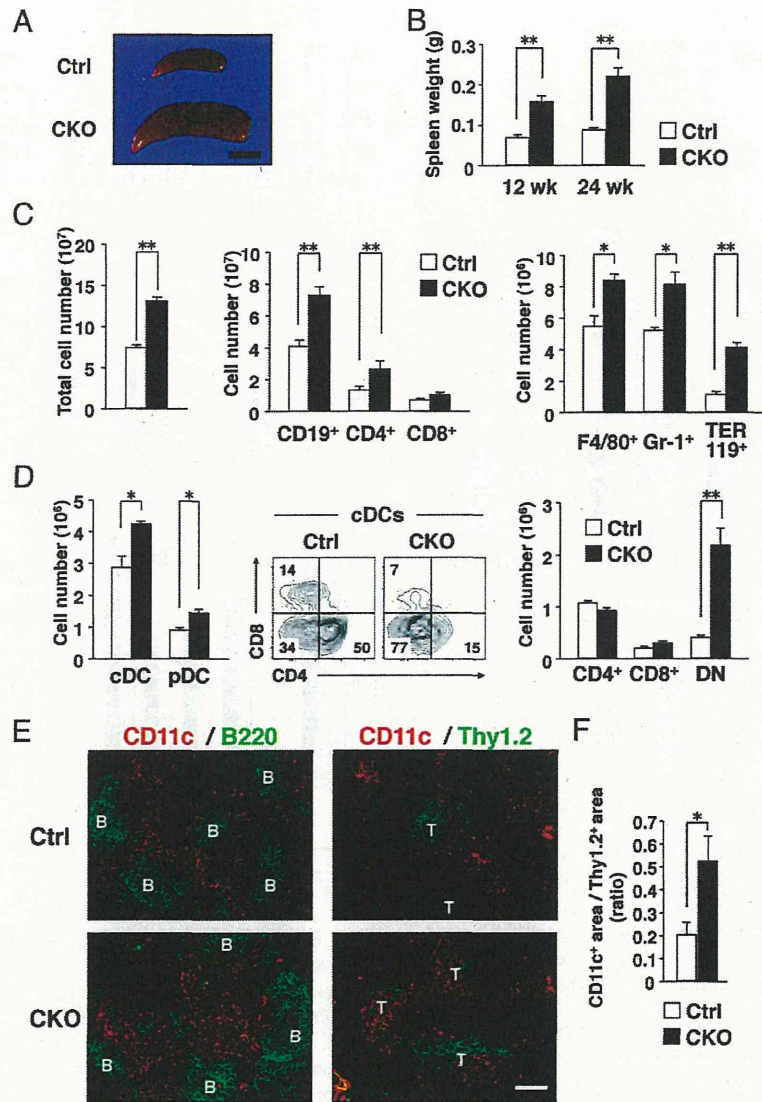 A
Ctrl
CKO
B
Spleen weight (g)
0.3
0.2
0.1
0
**
**
12 wk
24 wk
Ctrl
CKO
C
Total cell number (10⁷)
20
15
10
5
0
**
Cell number (10⁷)
10
8
6
4
2
0
**
**
CD19⁺
CD4⁺
CD8⁺
Ctrl
CKO
Cell number (10⁶)
10
8
6
4
2
0
*
*
**
F4/80⁺
Gr-1⁺
TER
119⁺
D
Cell number (10⁶)
5
4
3
2
1
0
*
*
cDC
pDC
cDCs
Ctrl
CKO
14
34
50
7
77
15
CD8
CD4
Cell number (10⁶)
3
2
1
0
**
CD4⁺
CD8⁺
DN
Ctrl
CKO
E
CD11c / B220
CD11c / Thy1.2
Ctrl
B
B
B
B
B
T
T
CKO
B
B
B
B
T
T
T
F
CD11c⁺ area / Thy1.2⁺ area
(ratio)
0.7
0.6
0.5
0.4
0.3
0.2
0.1
0
*
Ctrl
CKO